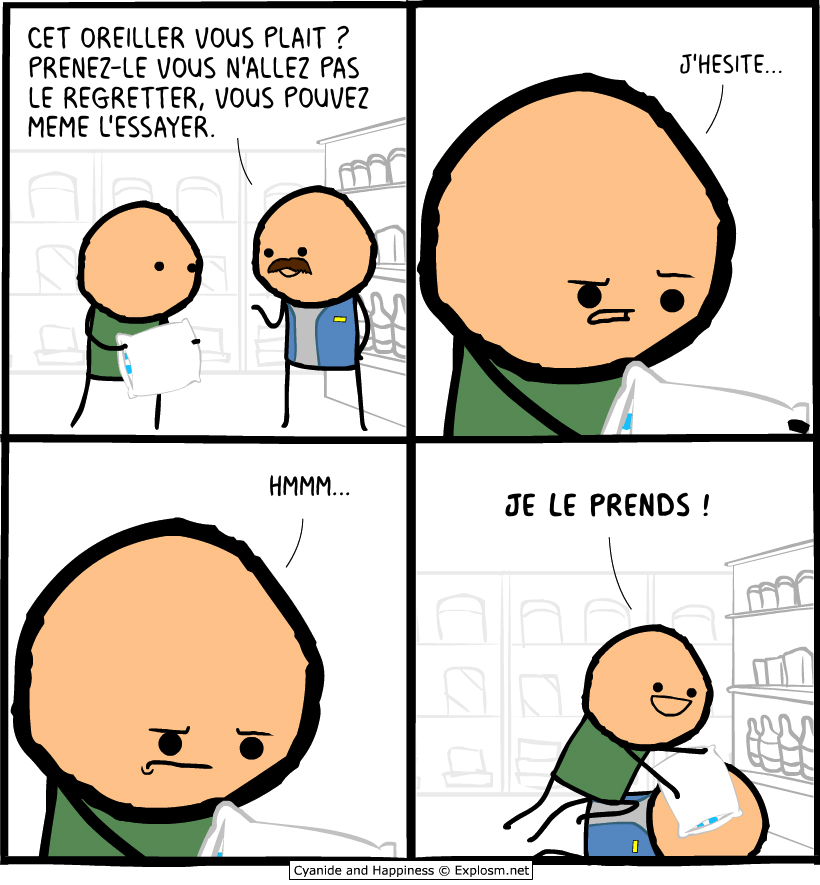 CET OREILLER VOUS PLAIT ?
PRENEZ-LE VOUS N'ALLEZ PAS
LE REGRETTER, VOUS POUVEZ
MEME L'ESSAYER.
J'HESITE...
HMMM...
JE LE PRENDS !
Cyanide and Happiness © Explosm.net